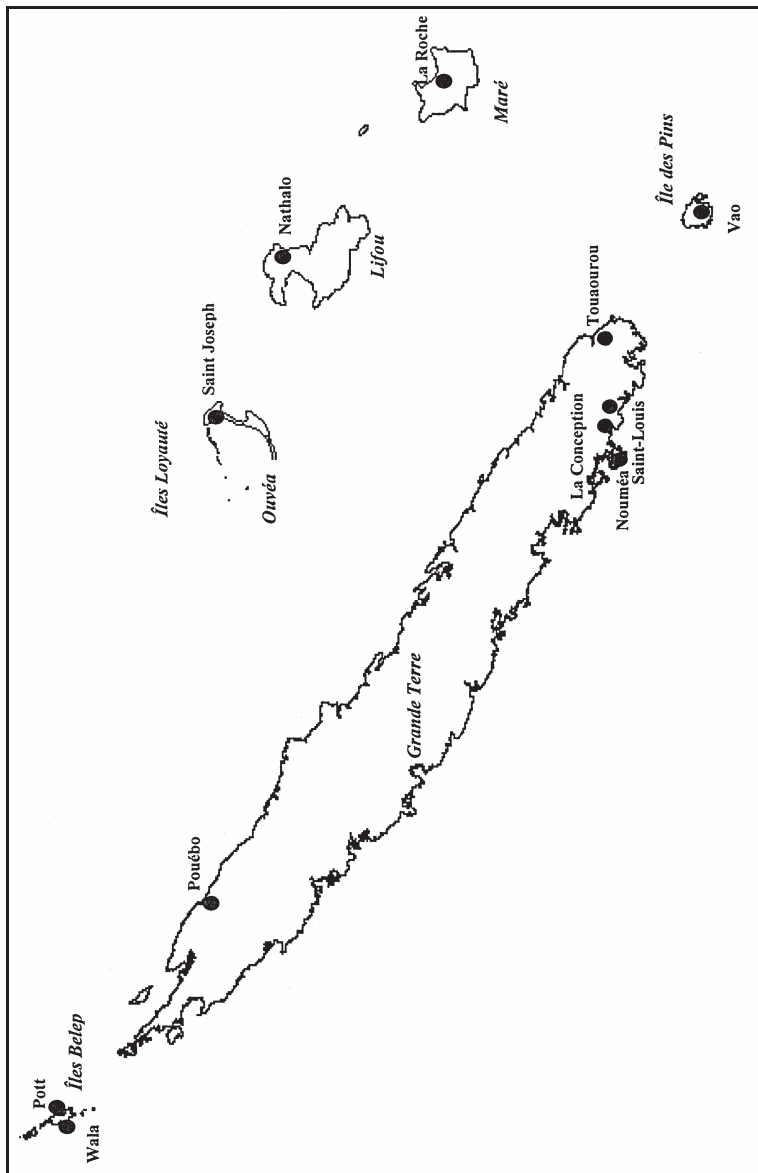 Pott
Îles Belep
Wala
Pouébo
Grande Terre
Îles Loyauté
Saint Joseph
Ouvéa
Nathalo
Lifou
La Roche
Maré
Touaourou
La Conception
Saint-Louis
Nouméa
Île des Pins
Vao